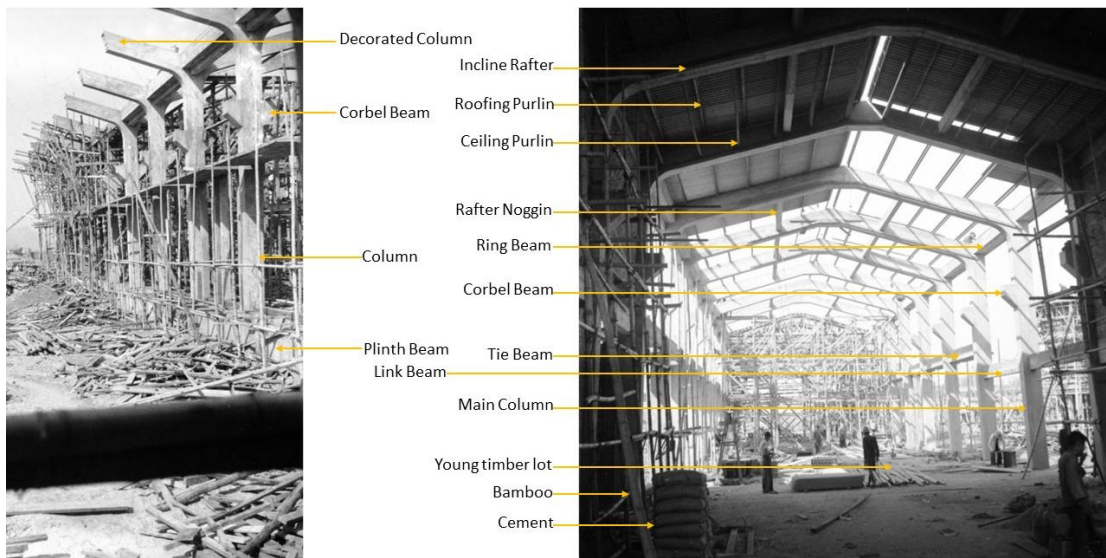 Decorated Column
Corbel Beam
Column
Plinth Beam
Incline Rafter
Roofing Purlin
Ceiling Purlin
Rafter Noggin
Ring Beam
Corbel Beam
Tie Beam
Link Beam
Main Column
Young timber lot
Bamboo
Cement